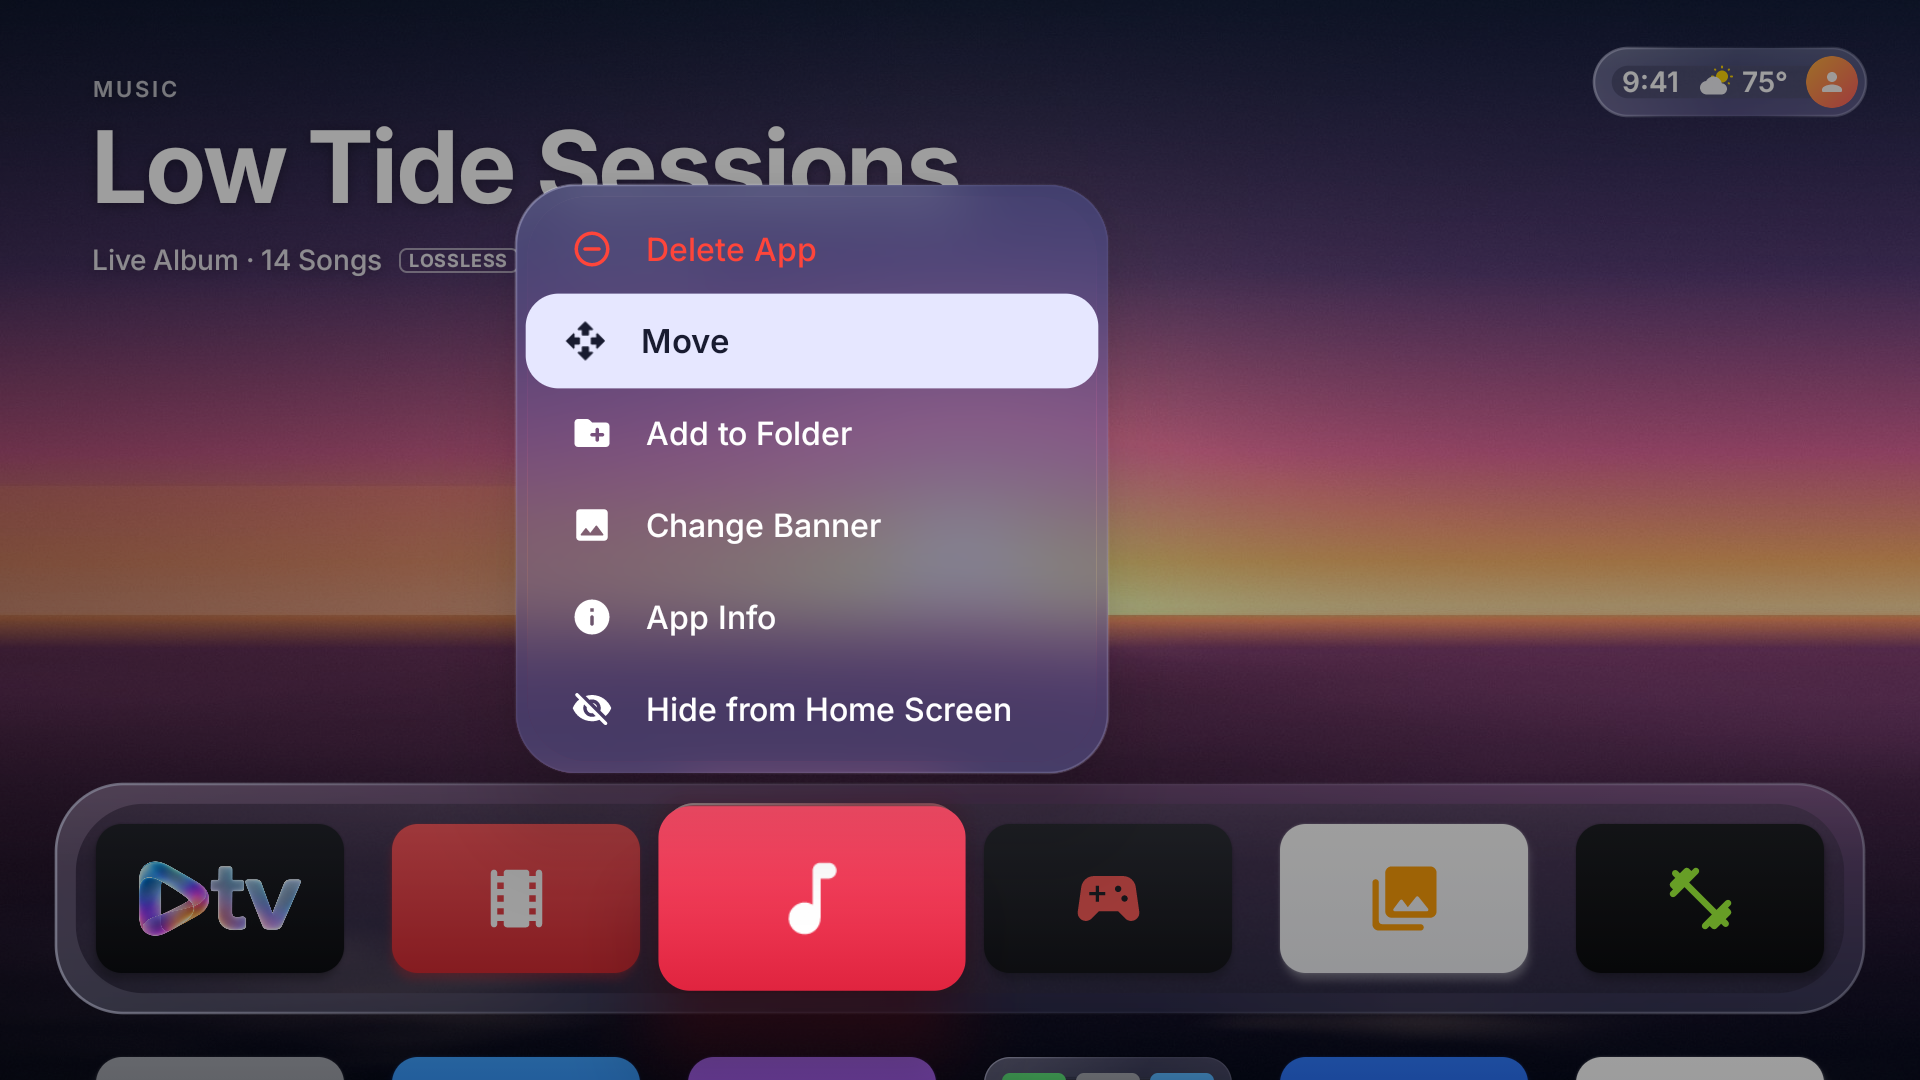 MUSIC
9:41 75°
Low Tide Sessions
Live Album · 14 Songs LOSSLESS
Delete App
Move
Add to Folder
Change Banner
App Info
Hide from Home Screen
tv